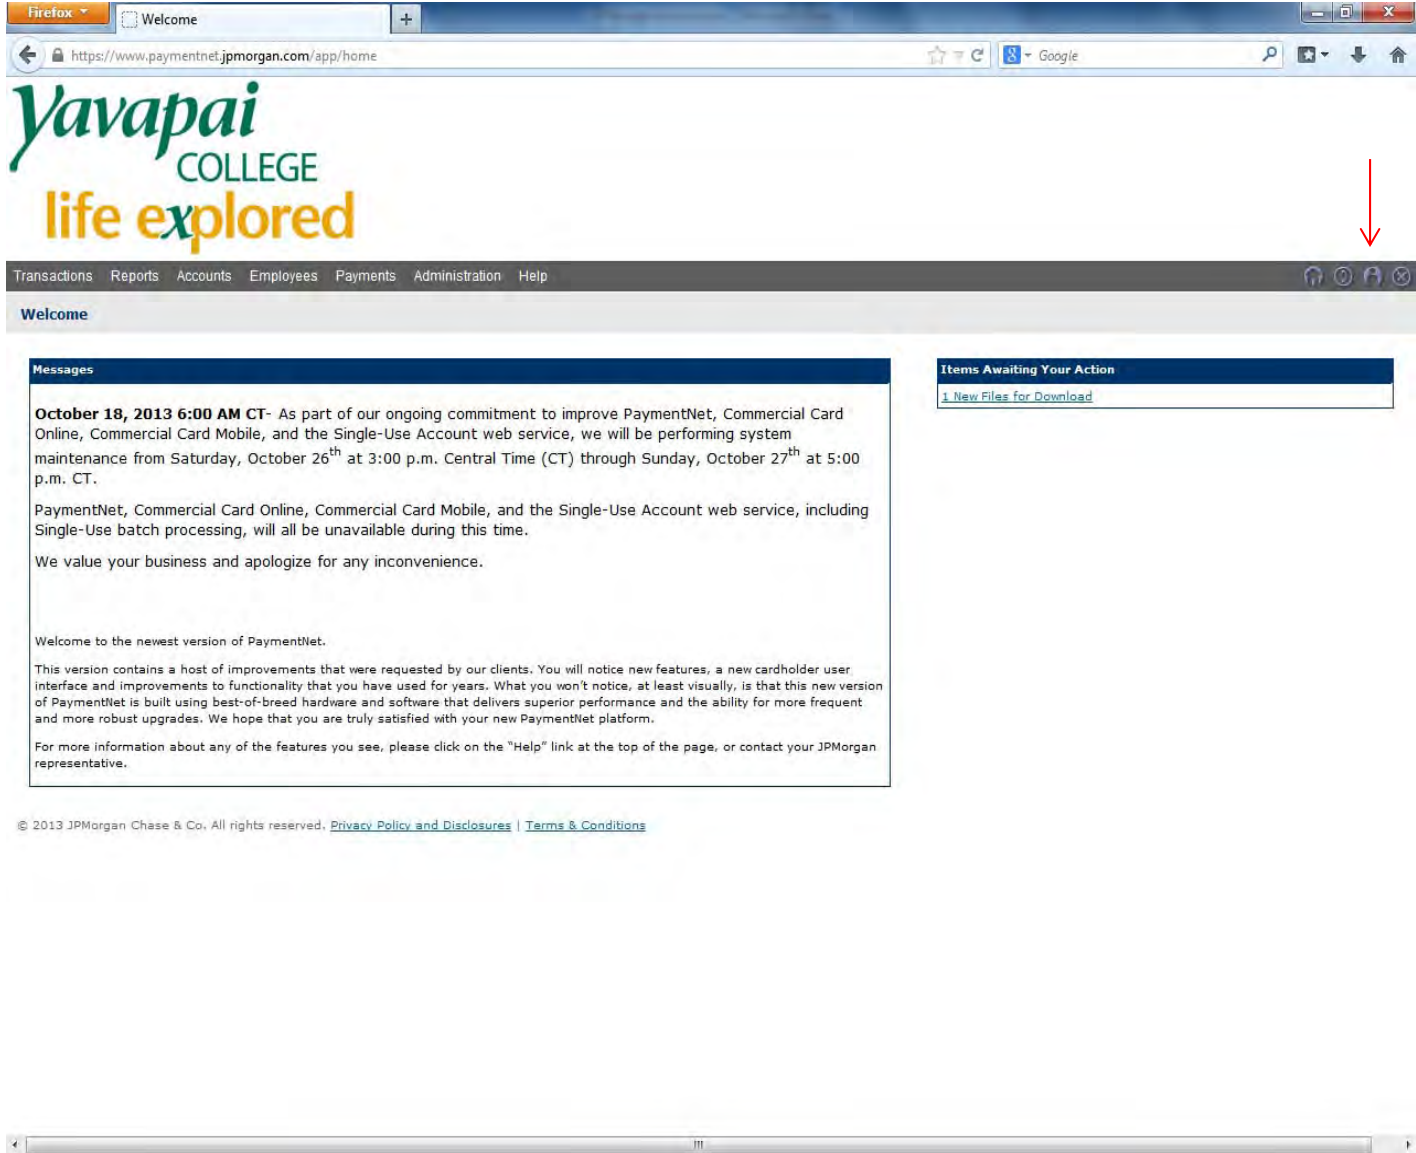 Firefox
Welcome
https://www.paymentnet.jpmorgan.com/app/home
Google
Yavapai
COLLEGE
life explored
Transactions Reports Accounts Employees Payments Administration Help
Welcome
Messages
October 18, 2013 6:00 AM CT- As part of our ongoing commitment to improve PaymentNet, Commercial Card
Online, Commercial Card Mobile, and the Single-Use Account web service, we will be performing system
maintenance from Saturday, October 26th at 3:00 p.m. Central Time (CT) through Sunday, October 27th at 5:00
p.m. CT.
PaymentNet, Commercial Card Online, Commercial Card Mobile, and the Single-Use Account web service, including
Single-Use batch processing, will all be unavailable during this time.
We value your business and apologize for any inconvenience.
Welcome to the newest version of PaymentNet.
This version contains a host of improvements that were requested by our clients. You will notice new features, a new cardholder user
interface and improvements to functionality that you have used for years. What you won't notice, at least visually, is that this new version
of PaymentNet is built using best-of-breed hardware and software that delivers superior performance and the ability for more frequent
and more robust upgrades. We hope that you are truly satisfied with your new PaymentNet platform.
For more information about any of the features you see, please click on the "Help" link at the top of the page, or contact your JPMorgan
representative.
Items Awaiting Your Action
1 New Files for Download
© 2013 JPMorgan Chase & Co. All rights reserved. Privacy Policy and Disclosures | Terms & Conditions